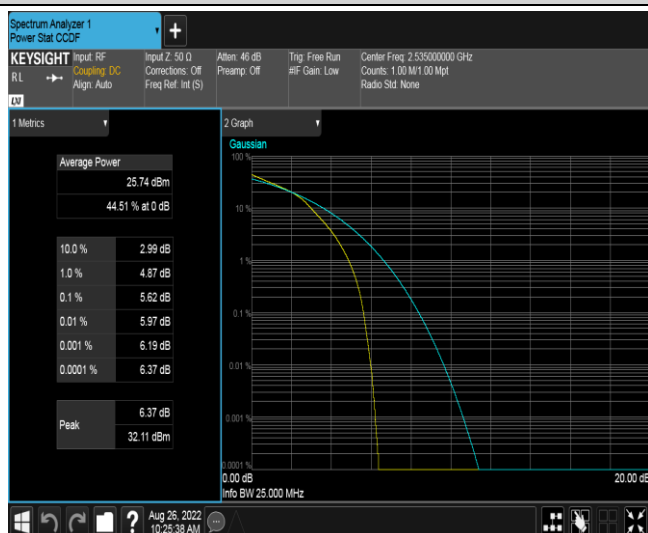 Spectrum Analyzer 1
Power Stat CCDF
KEYSIGHT
RL
Input: RF
Coupling: DC
Align: Auto
Input Z: 50 Ω
Corrections: Off
Freq Ref: Int (S)
Atten: 46 dB
Preamp: Off
Trig: Free Run
#IF Gain: Low
Center Freq: 2.535000000 GHz
Counts: 1.00 M/1.00 Mpt
Radio Std: None
LXI
1 Metrics
Average Power
25.74 dBm
44.51 % at 0 dB
10.0 % 2.99 dB
1.0 % 4.87 dB
0.1 % 5.62 dB
0.01 % 5.97 dB
0.001 % 6.19 dB
0.0001 % 6.37 dB
Peak
6.37 dB
32.11 dBm
2 Graph
Gaussian
100 %
10 %
1 %
0.1 %
0.01 %
0.001 %
0.0001 %
0.00 dB 20.00 dB
Info BW 25.000 MHz
Aug 26, 2022
10:25:38 AM